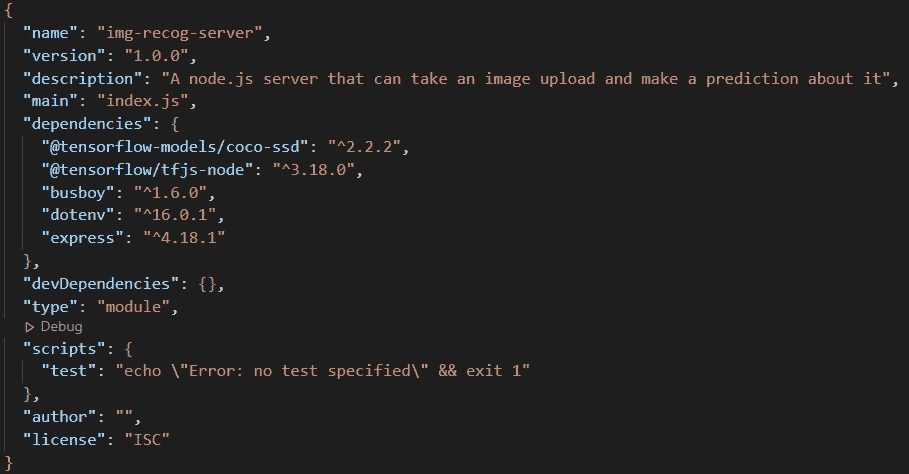 {
  "name": "img-recog-server",
  "version": "1.0.0",
  "description": "A node.js server that can take an image upload and make a prediction about it",
  "main": "index.js",
  "dependencies": {
    "@tensorflow-models/coco-ssd": "^2.2.2",
    "@tensorflow/tfjs-node": "^3.18.0",
    "busboy": "^1.6.0",
    "dotenv": "^16.0.1",
    "express": "^4.18.1"
  },
  "devDependencies": {},
  "type": "module",
  ▷ Debug
  "scripts": {
    "test": "echo \"Error: no test specified\" && exit 1"
  },
  "author": "",
  "license": "ISC"
}